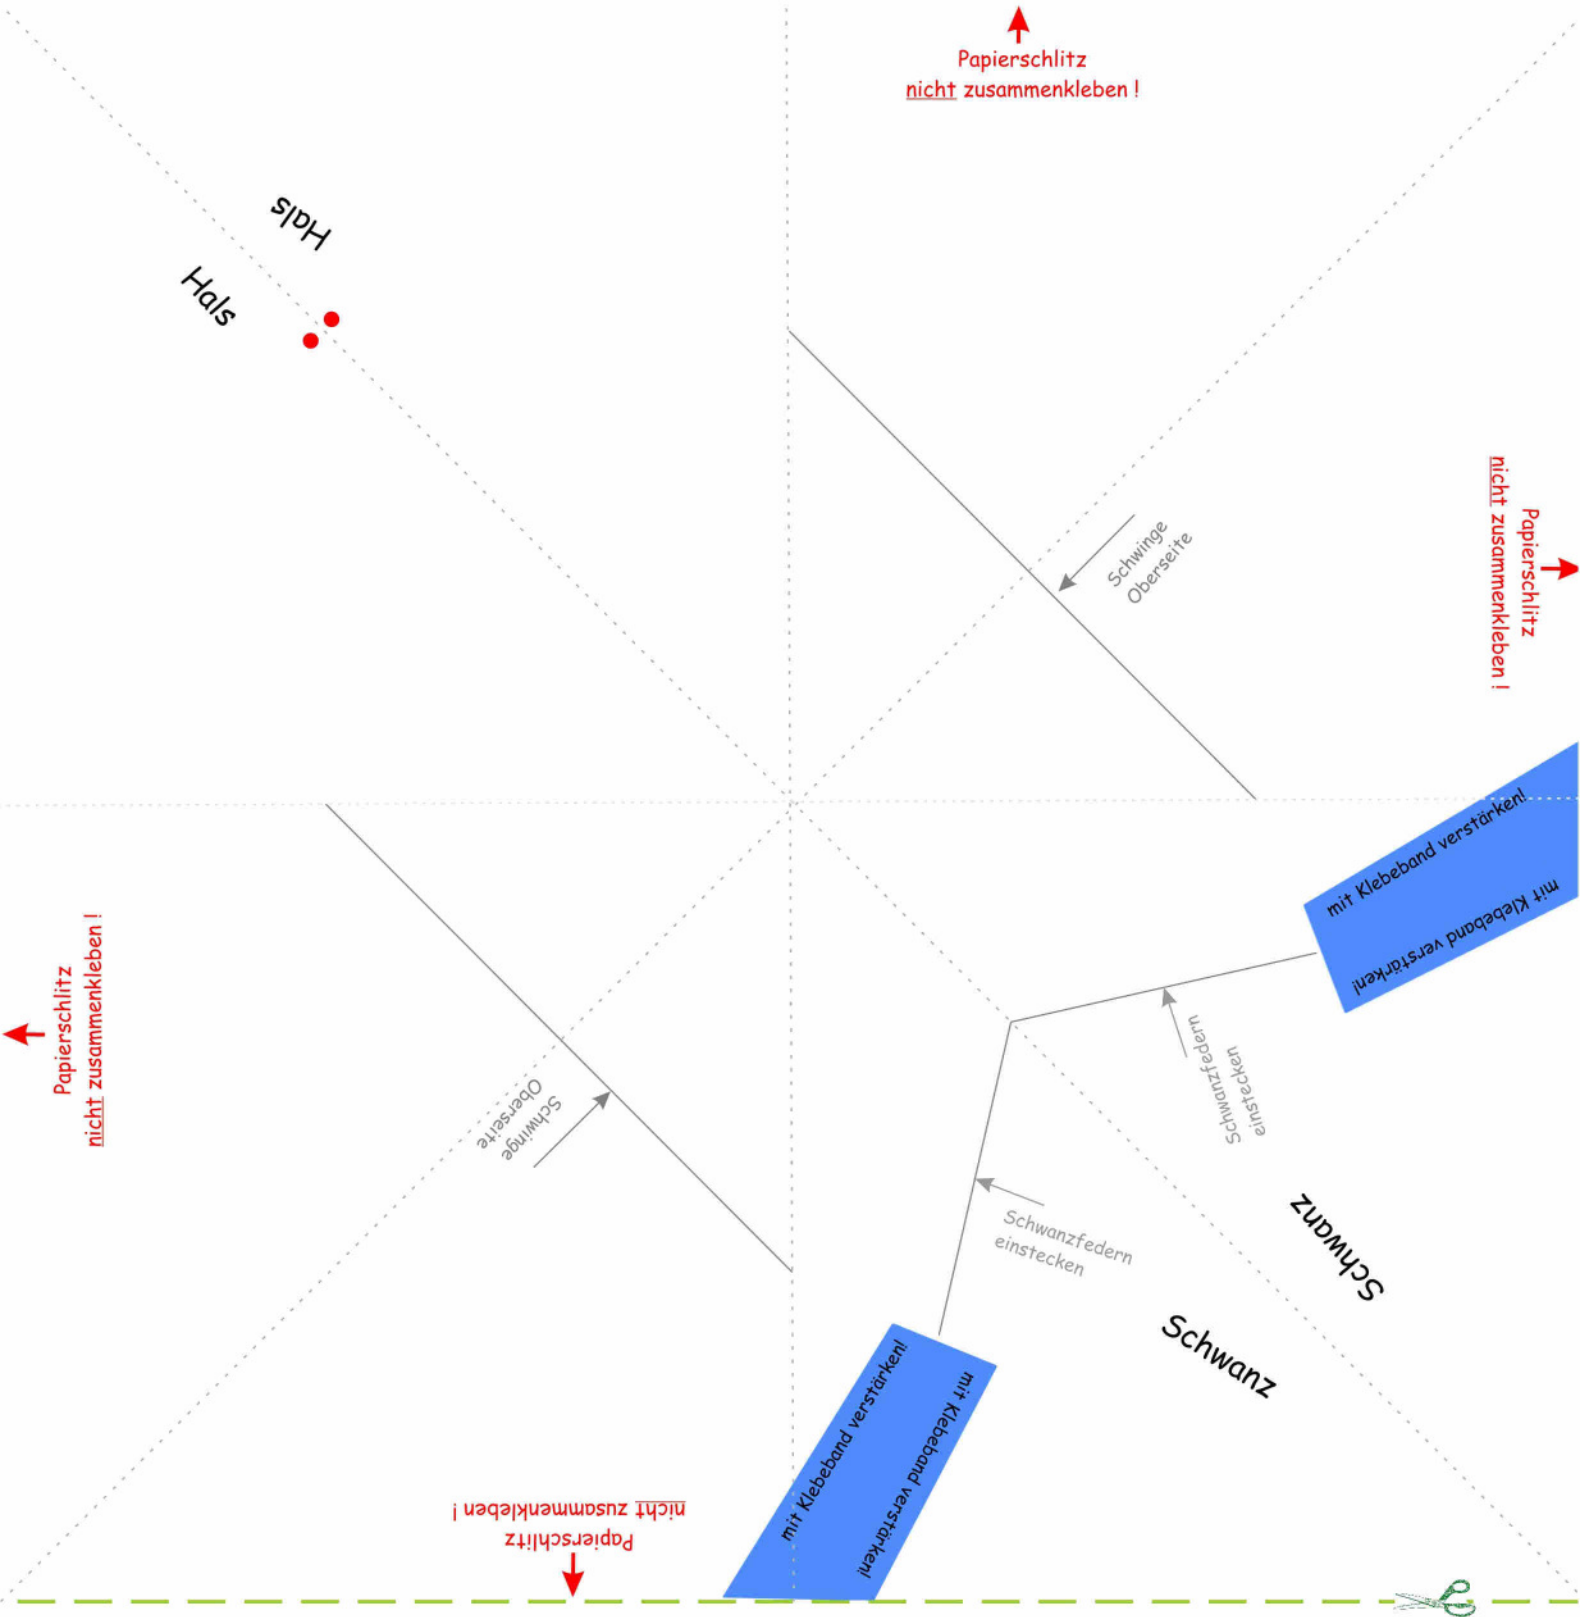 Papierschlitz
nicht zusammenkleben !
Hals
Hals
Schwinge
Oberseite
Papierschlitz
nicht zusammenkleben !
mit Klebeband verstärken!
mit Klebeband verstärken!
Papierschlitz
nicht zusammenkleben !
Schwinge
Oberseite
Schwanzfedern
einstecken
Schwanzfedern
einstecken
Schwanz
Schwanz
mit Klebeband verstärken!
mit Klebeband verstärken!
Papierschlitz
nicht zusammenkleben !